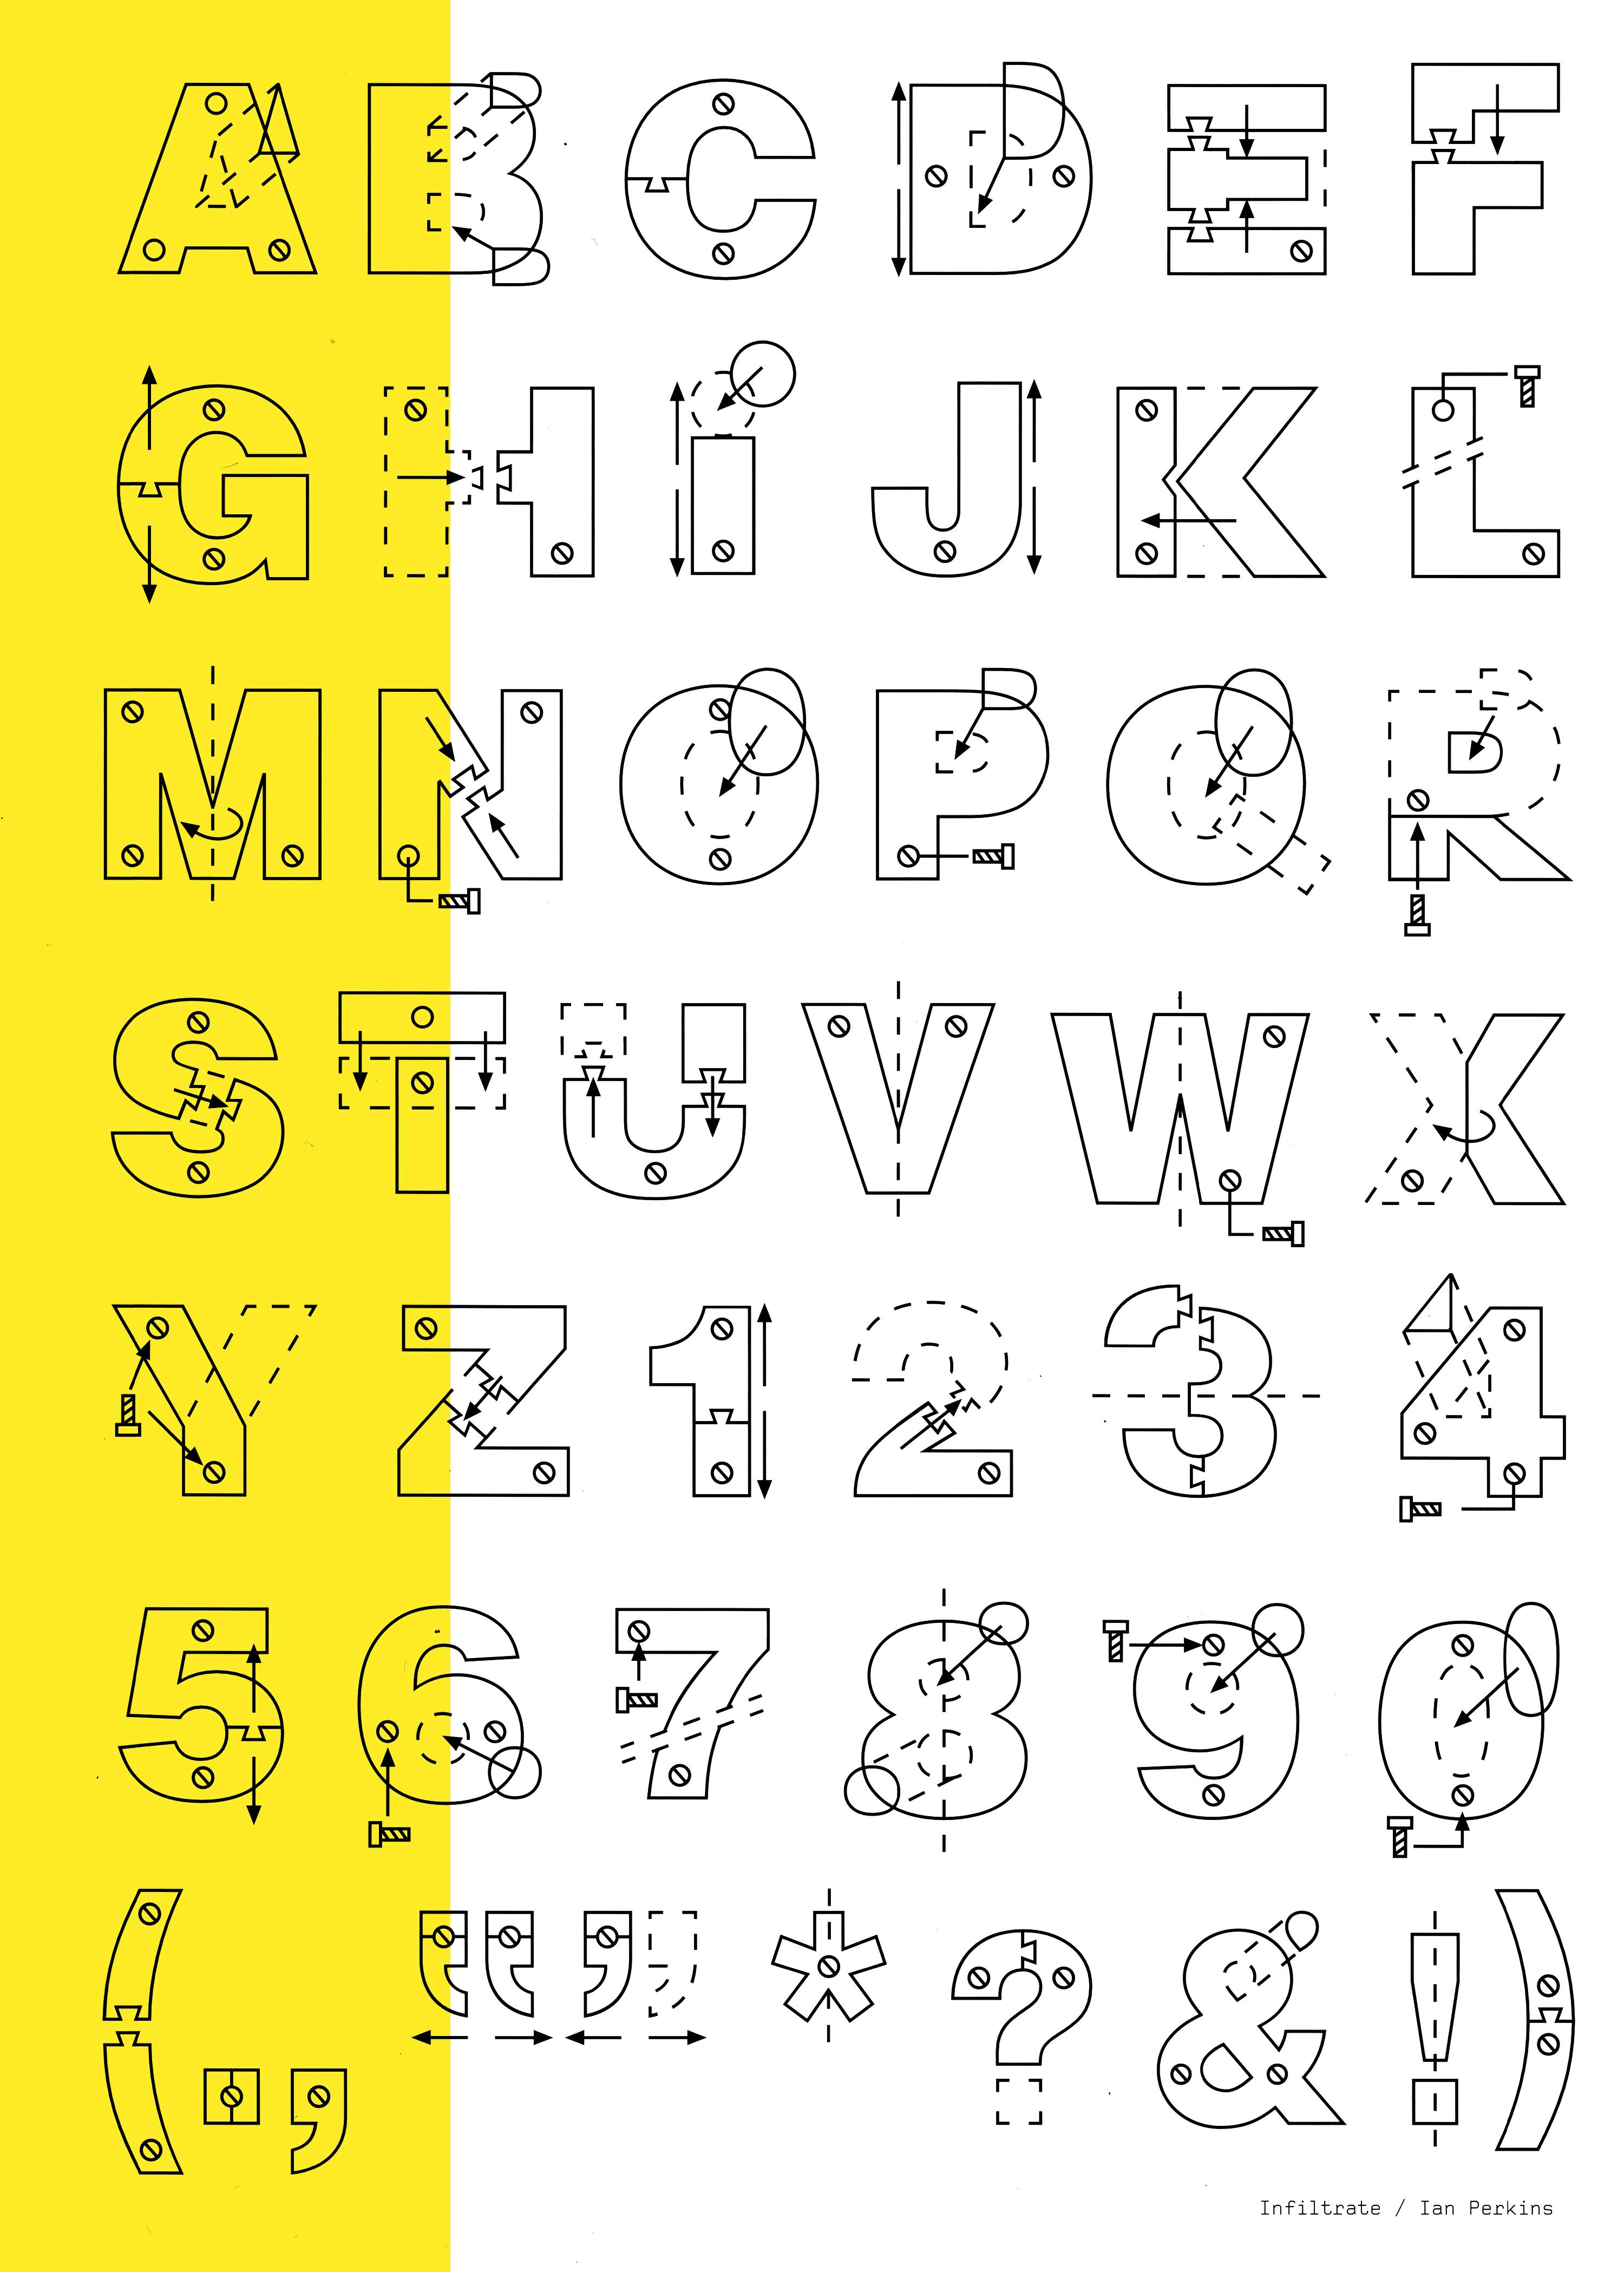 A B C D E F
G H i J K L
M N O P Q R
S T U V W X
Y Z 1 2 3 4
5 6 7 8 9 0
( . , “ ” * ? & ! )
Infiltrate / Ian Perkins